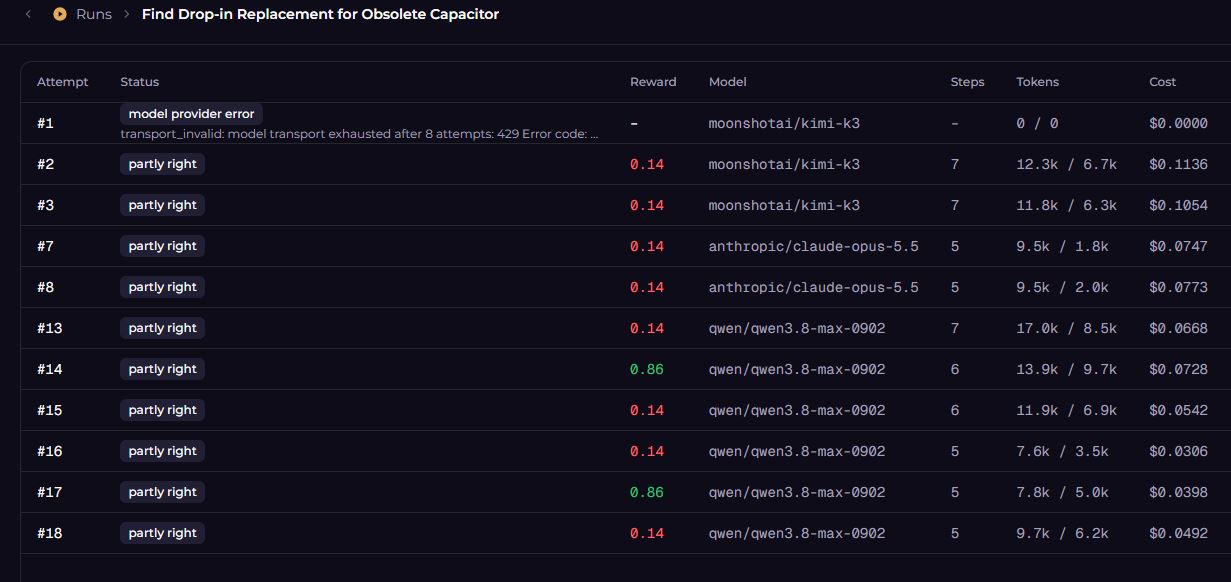 Runs Find Drop-in Replacement for Obsolete Capacitor
Attempt Status Reward Model Steps Tokens Cost
#1 model provider error – moonshotai/kimi-k3 – 0 / 0 $0.0000
transport_invalid: model transport exhausted after 8 attempts: 429 Error code: ...
#2 partly right 0.14 moonshotai/kimi-k3 7 12.3k / 6.7k $0.1136
#3 partly right 0.14 moonshotai/kimi-k3 7 11.8k / 6.3k $0.1054
#7 partly right 0.14 anthropic/claude-opus-5.5 5 9.5k / 1.8k $0.0747
#8 partly right 0.14 anthropic/claude-opus-5.5 5 9.5k / 2.0k $0.0773
#13 partly right 0.14 qwen/qwen3.8-max-0902 7 17.0k / 8.5k $0.0668
#14 partly right 0.86 qwen/qwen3.8-max-0902 6 13.9k / 9.7k $0.0728
#15 partly right 0.14 qwen/qwen3.8-max-0902 6 11.9k / 6.9k $0.0542
#16 partly right 0.14 qwen/qwen3.8-max-0902 5 7.6k / 3.5k $0.0306
#17 partly right 0.86 qwen/qwen3.8-max-0902 5 7.8k / 5.0k $0.0398
#18 partly right 0.14 qwen/qwen3.8-max-0902 5 9.7k / 6.2k $0.0492